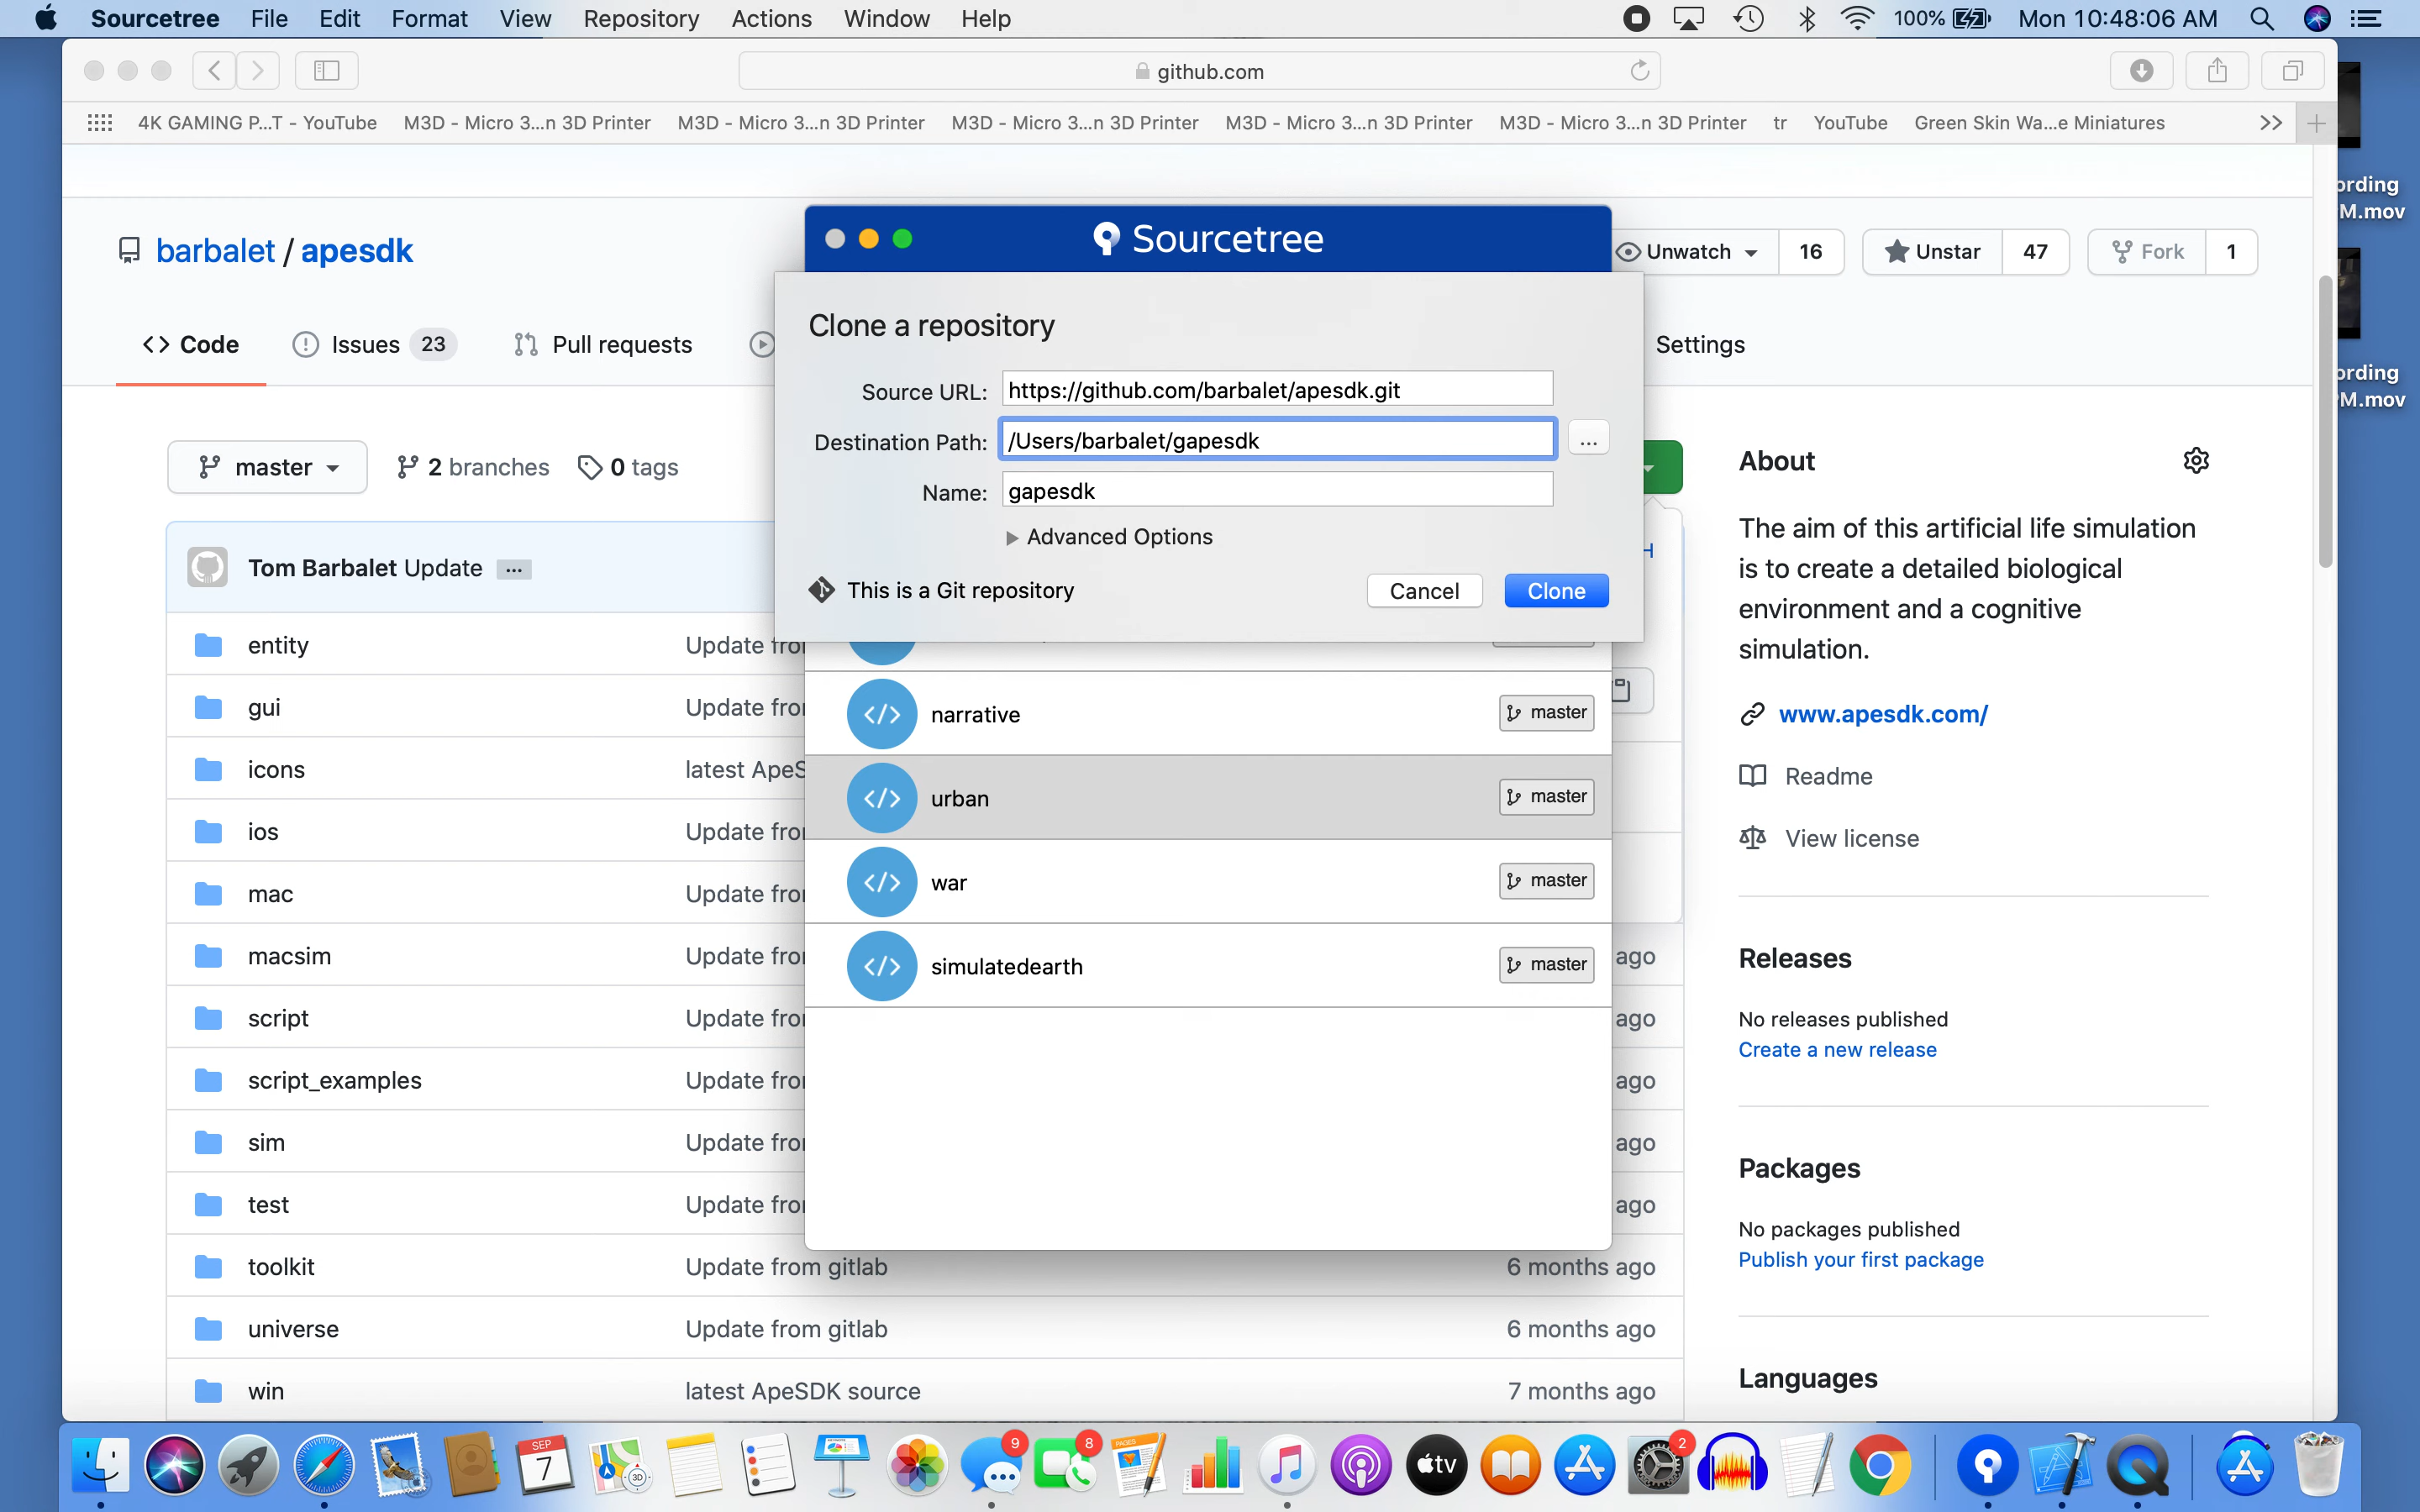 Sourcetree File Edit Format View Repository Actions Window Help 100% Mon 10:48:06 AM
github.com
4K GAMING P...T - YouTube M3D - Micro 3...n 3D Printer M3D - Micro 3...n 3D Printer M3D - Micro 3...n 3D Printer M3D - Micro 3...n 3D Printer M3D - Micro 3...n 3D Printer tr YouTube Green Skin Wa...e Miniatures
ording
M.mov
barbalet / apesdk
Sourcetree
Unwatch 16 Unstar 47 Fork 1
Code Issues 23 Pull requests Settings
Clone a repository
Source URL: https://github.com/barbalet/apesdk.git
Destination Path: /Users/barbalet/gapesdk ...
Name: gapesdk
Advanced Options
This is a Git repository Cancel Clone
ording
M.mov
master 2 branches 0 tags
Tom Barbalet Update ...
entity Update fro
gui Update fro
icons latest ApeS
ios Update fro
mac Update fro
macsim Update fro ago
script Update fro ago
script_examples Update fro ago
sim Update fro ago
test Update fro ago
toolkit Update from gitlab 6 months ago
universe Update from gitlab 6 months ago
win latest ApeSDK source 7 months ago
narrative master
urban master
war master
simulatedearth master
About
The aim of this artificial life simulation
is to create a detailed biological
environment and a cognitive
simulation.
www.apesdk.com/
Readme
View license
Releases
No releases published
Create a new release
Packages
No packages published
Publish your first package
Languages
SEP
7
3D
9
8
PAGES
tv
2